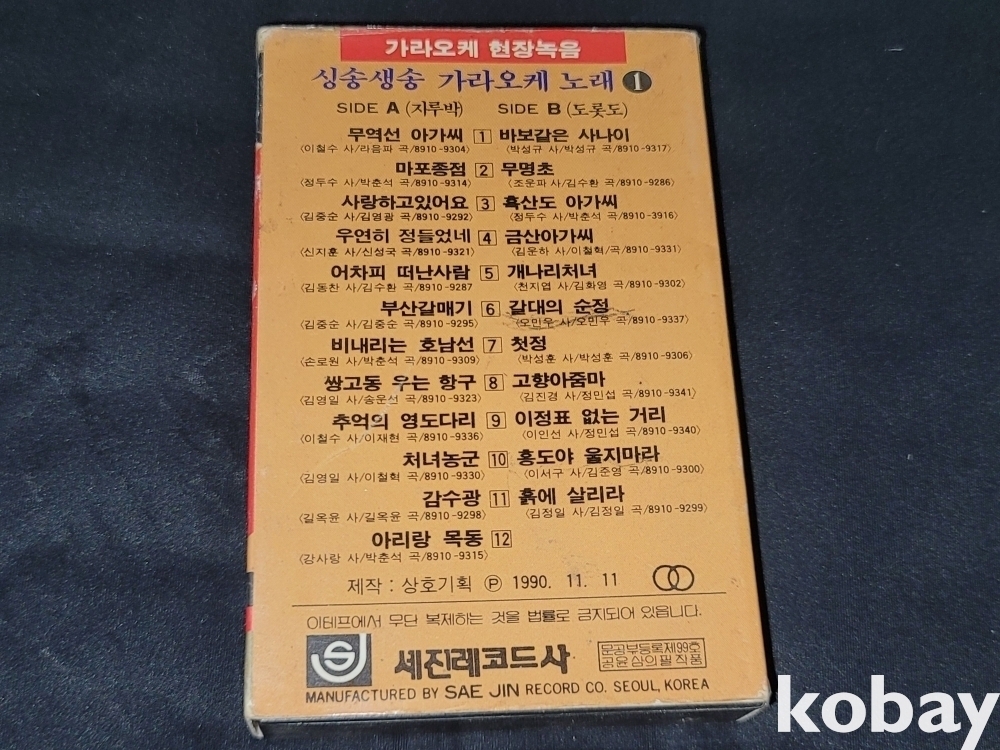 가라오케 현장녹음
싱송생송 가라오케 노래 1
SIDE A (지루박) SIDE B (도롯도)
무역선 아가씨 1 바보같은 사나이
〈이철수 사/라음파 곡/8910-9304〉 〈박성규 사/박성규 곡/8910-9317〉
마포종점 2 무명초
〈정두수 사/박춘석 곡/8910-9314〉 〈조운파 사/김수환 곡/8910-9286〉
사랑하고있어요 3 흑산도 아가씨
〈김중순 사/김영광 곡/8910-9292〉 〈정두수 사/박춘석 곡/8910-3916〉
우연히 정들었네 4 금산아가씨
〈신지훈 사/신성국 곡/8910-9321〉 〈김운하 사/이철혁/곡/8910-9331〉
어차피 떠난사람 5 개나리처녀
〈김동찬 사/김수환 곡/8910-9287 〈천지엽 사/김화영 곡/8910-9302〉
부산갈매기 6 갈대의 순정
〈김중순 사/김중순 곡/8910-9295〉 〈오민우 사/오민우 곡/8910-9337〉
비내리는 호남선 7 첫정
〈손로원 사/박춘석 곡/8910-9309〉 〈박성훈 사/박성훈 곡/8910-9306〉
쌍고동 우는 항구 8 고향아줌마
〈김영일 사/송운선 곡/8910-9323〉 〈김진경 사/정민섭 곡/8910-9341〉
추억의 영도다리 9 이정표 없는 거리
〈이철수 사/이재현 곡/8910-9336〉 〈이인선 사/정민섭 곡/8910-9340〉
처녀농군 10 홍도야 울지마라
〈김영일 사/이철혁 곡/8910-9330〉 〈이서구 사/김준영 곡/8910-9300〉
감수광 11 흙에 살리라
〈길옥윤 사/길옥윤 곡/8910-9298〉 〈김정일 사/김정일 곡/8910-9299〉
아리랑 목동 12
〈강사랑 사/박춘석 곡/8910-9315〉
제작 : 상호기획 Ⓟ 1990. 11. 11
이테프에서 무단 복제하는 것을 법률로 금지되어 있읍니다.
SJ 세진레코드사 문공부등록제99호
공윤심의필작품
MANUFACTURED BY SAE JIN RECORD CO. SEOUL, KOREA
kobay